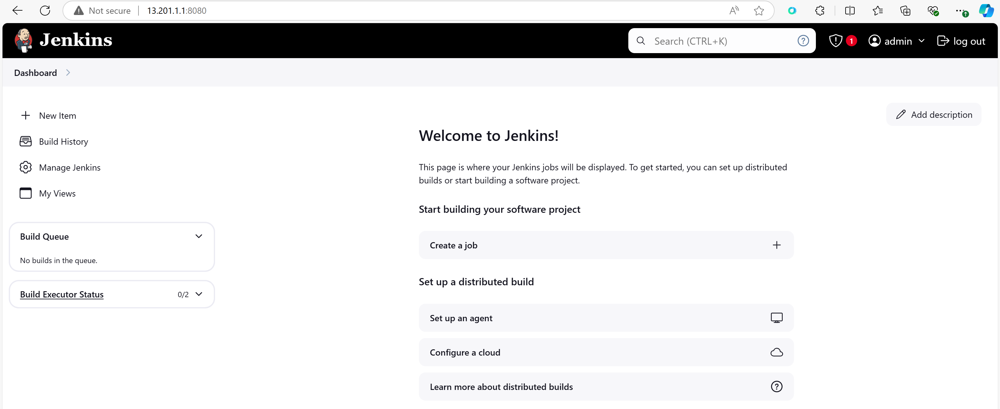 Not secure
13.201.1.1:8080
Jenkins
Search (CTRL+K)
1
admin
log out
Dashboard
New Item
Build History
Manage Jenkins
My Views
Build Queue
No builds in the queue.
Build Executor Status
0/2
Add description
Welcome to Jenkins!
This page is where your Jenkins jobs will be displayed. To get started, you can set up distributed
builds or start building a software project.
Start building your software project
Create a job
Set up a distributed build
Set up an agent
Configure a cloud
Learn more about distributed builds